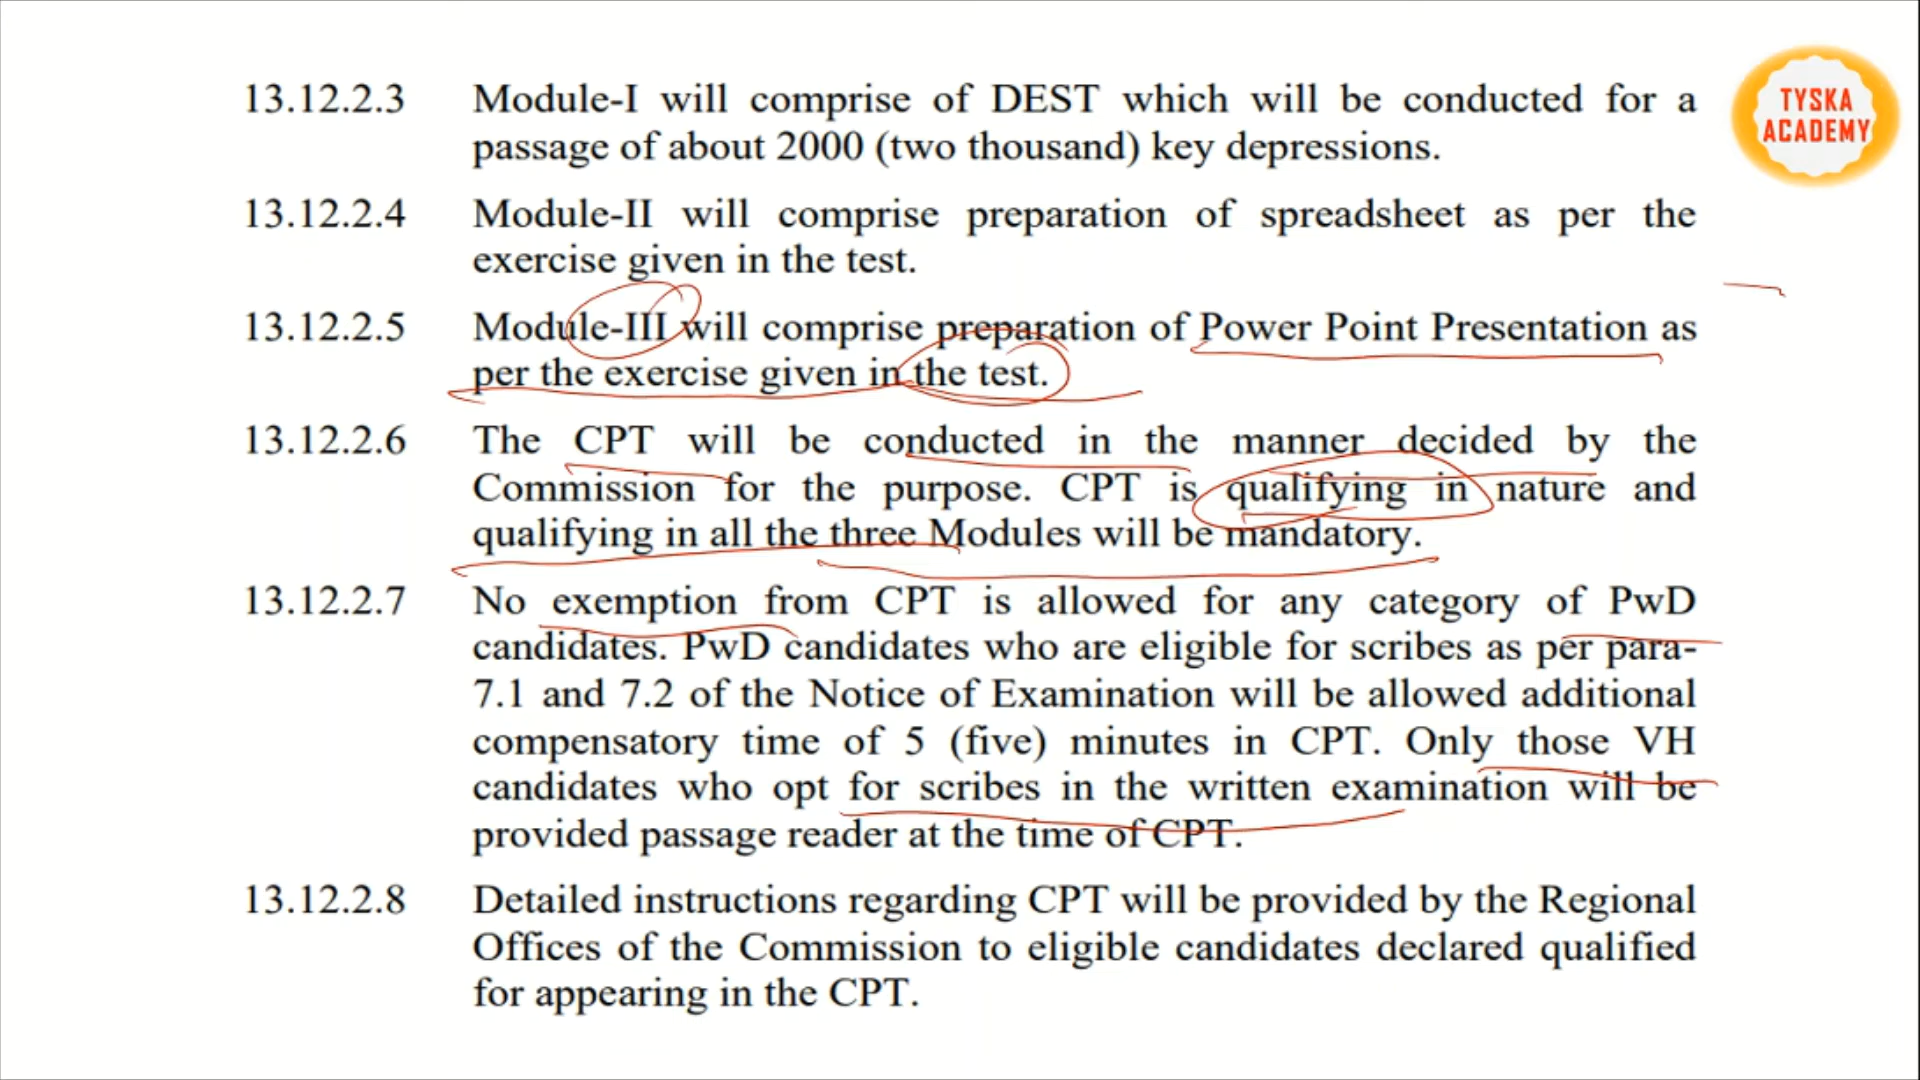 TYSKA
ACADEMY
13.12.2.3 Module-I will comprise of DEST which will be conducted for a
passage of about 2000 (two thousand) key depressions.
13.12.2.4 Module-II will comprise preparation of spreadsheet as per the
exercise given in the test.
13.12.2.5 Module-III will comprise preparation of Power Point Presentation as
per the exercise given in the test.
13.12.2.6 The CPT will be conducted in the manner decided by the
Commission for the purpose. CPT is qualifying in nature and
qualifying in all the three Modules will be mandatory.
13.12.2.7 No exemption from CPT is allowed for any category of PwD
candidates. PwD candidates who are eligible for scribes as per para-
7.1 and 7.2 of the Notice of Examination will be allowed additional
compensatory time of 5 (five) minutes in CPT. Only those VH
candidates who opt for scribes in the written examination will be
provided passage reader at the time of CPT.
13.12.2.8 Detailed instructions regarding CPT will be provided by the Regional
Offices of the Commission to eligible candidates declared qualified
for appearing in the CPT.